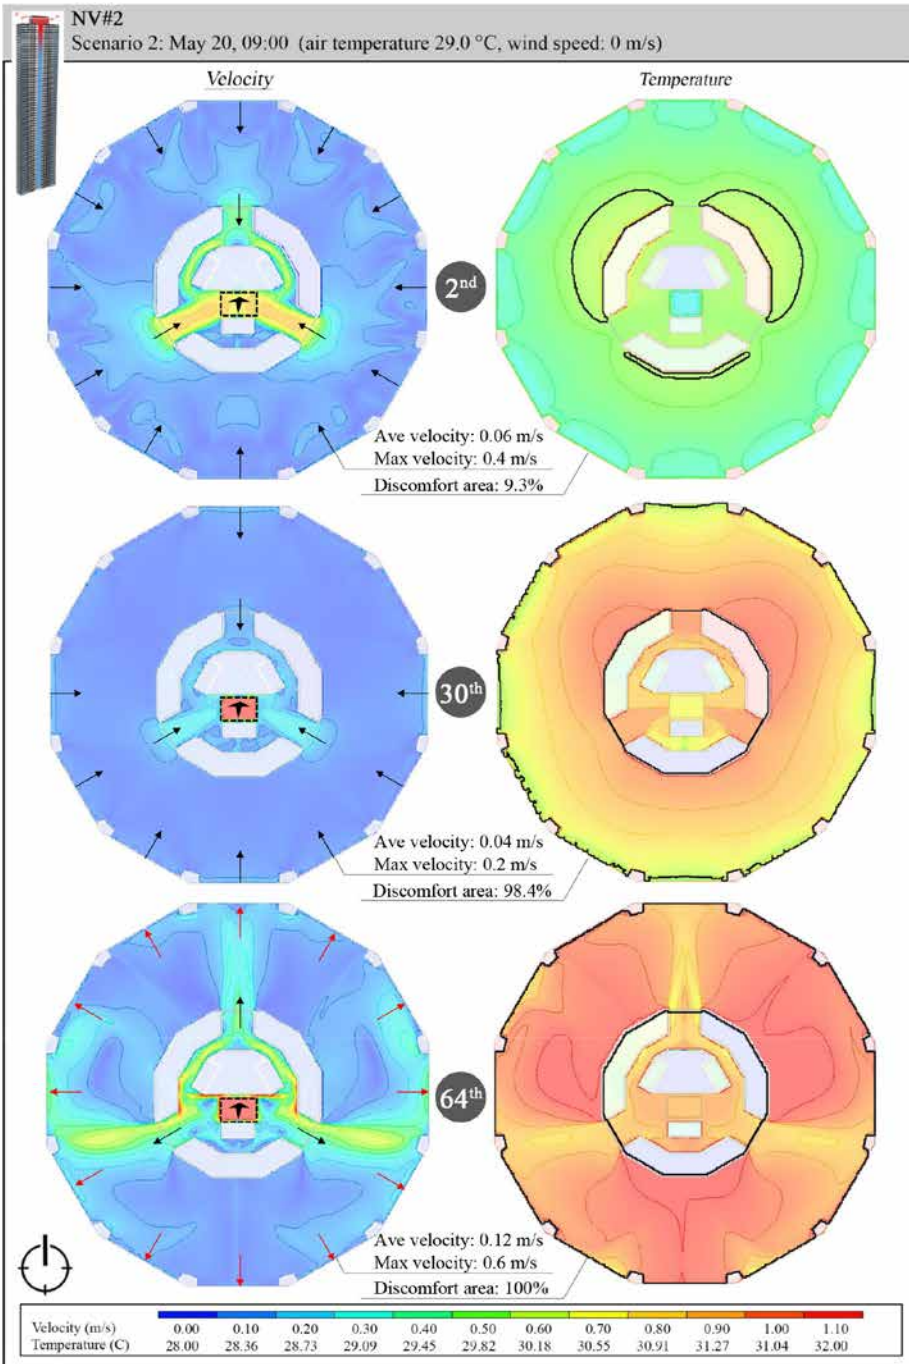 NV#2
Scenario 2: May 20, 09:00 (air temperature 29.0 °C, wind speed: 0 m/s)
Velocity
Temperature
2nd
Ave velocity: 0.06 m/s
Max velocity: 0.4 m/s
Discomfort area: 9.3%
30th
Ave velocity: 0.04 m/s
Max velocity: 0.2 m/s
Discomfort area: 98.4%
64th
Ave velocity: 0.12 m/s
Max velocity: 0.6 m/s
Discomfort area: 100%
Velocity (m/s) 0.00 0.10 0.20 0.30 0.40 0.50 0.60 0.70 0.80 0.90 1.00 1.10
Temperature (C) 28.00 28.36 28.73 29.09 29.45 29.82 30.18 30.55 30.91 31.27 31.04 32.00